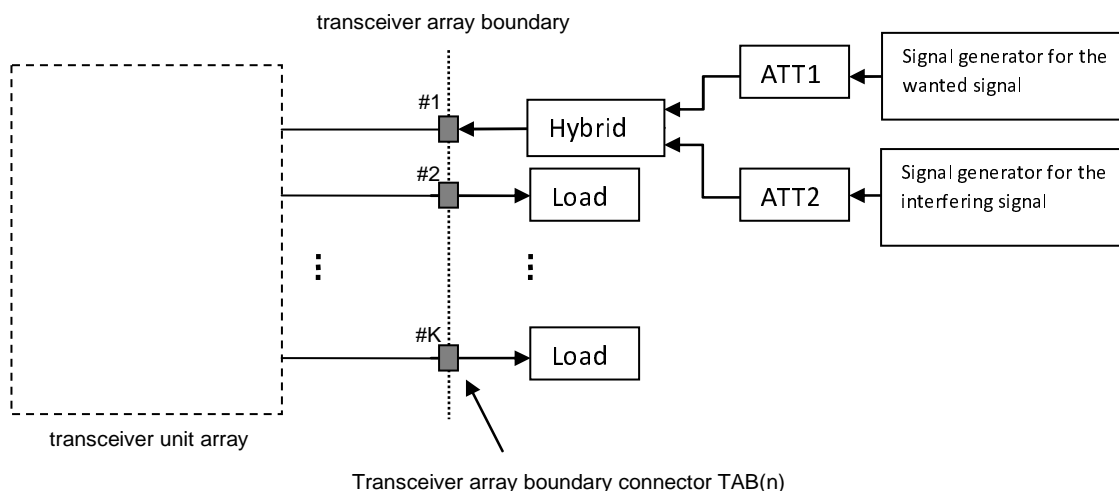 transceiver array boundary
#1
Hybrid
ATT1
Signal generator for the
wanted signal
#2
Load
ATT2
Signal generator for the
interfering signal
#K
Load
transceiver unit array
Transceiver array boundary connector TAB(n)